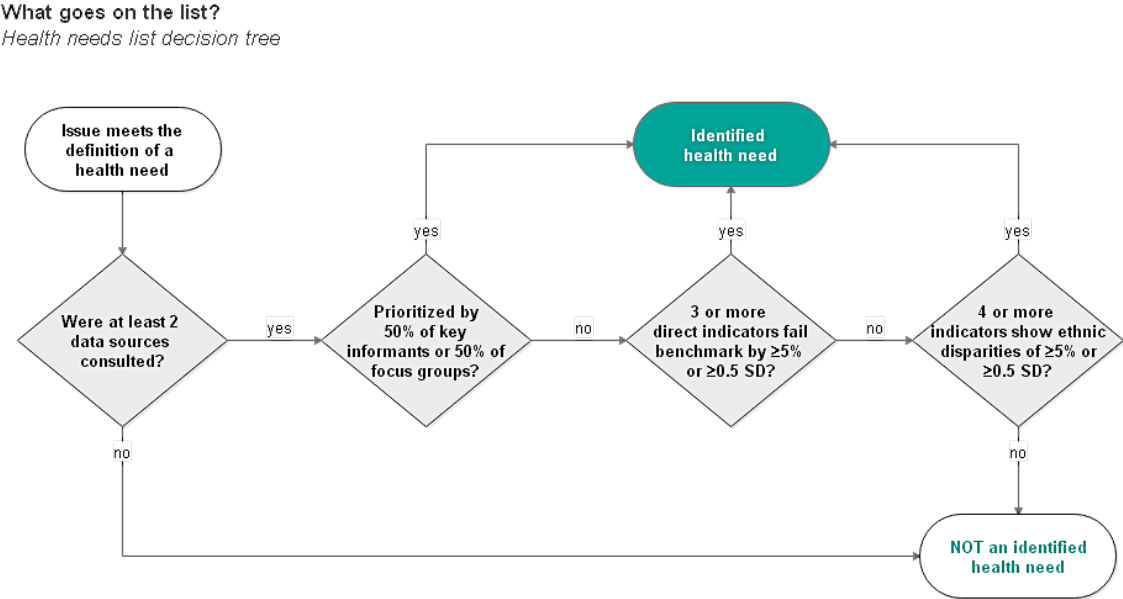 What goes on the list?
Health needs list decision tree
Issue meets the
definition of a
health need
Identified
health need
yes
yes
yes
Were at least 2
data sources
consulted?
yes
Prioritized by
50% of key
informants or 50% of
focus groups?
no
3 or more
direct indicators fail
benchmark by ≥5%
or ≥0.5 SD?
no
4 or more
indicators show ethnic
disparities of ≥5% or
≥0.5 SD?
no
no
NOT an identified
health need